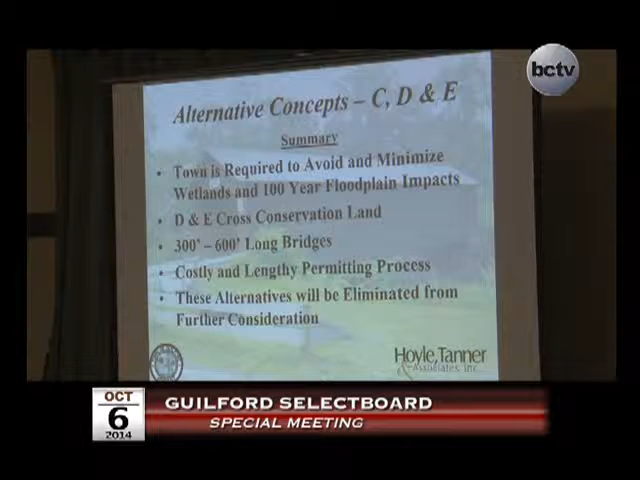 bctv
Alternative Concepts – C, D & E
Summary
• Town is Required to Avoid and Minimize
Wetlands and 100 Year Floodplain Impacts
• D & E Cross Conservation Land
• 300' – 600' Long Bridges
• Costly and Lengthy Permitting Process
• These Alternatives will be Eliminated from
Further Consideration
Hoyle, Tanner
& Associates, Inc.
OCT
6
2014
GUILFORD SELECTBOARD
SPECIAL MEETING